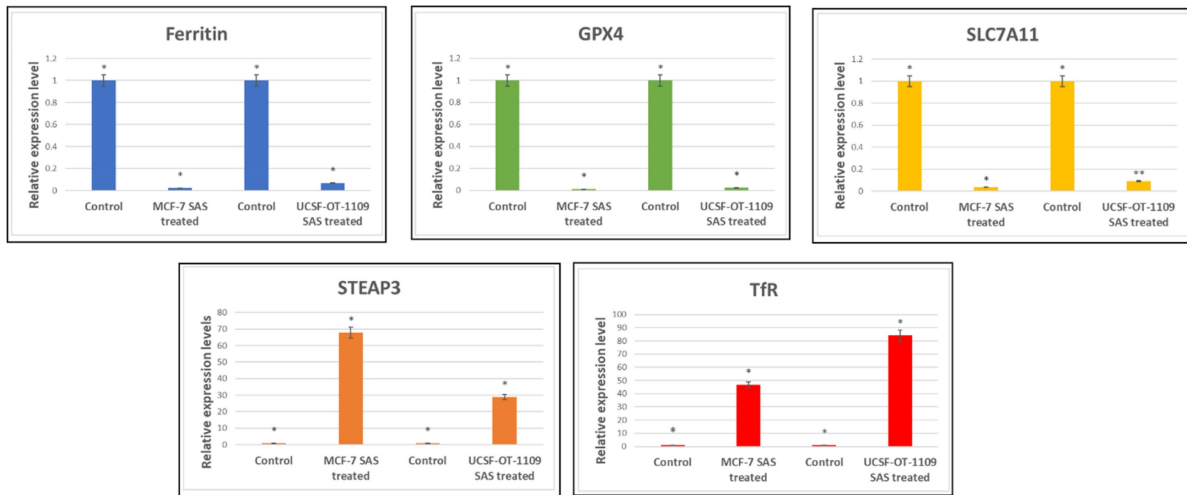 Ferritin
Relative expression level
1.2
1
0.8
0.6
0.4
0.2
0
*
*
*
*
Control
MCF-7 SAS
treated
Control
UCSF-OT-1109
SAS treated
GPX4
Relative expression level
1.2
1
0.8
0.6
0.4
0.2
0
*
*
*
*
Control
MCF-7 SAS
treated
Control
UCSF-OT-1109
SAS treated
SLC7A11
Relative expression level
1.2
1
0.8
0.6
0.4
0.2
0
*
*
*
**
Control
MCF-7 SAS
treated
Control
UCSF-OT-1109
SAS treated
STEAP3
Relative expression levels
80
70
60
50
40
30
20
10
0
*
*
*
*
Control
MCF-7 SAS
treated
Control
UCSF-OT-1109
SAS treated
TfR
Relative expression level
100
90
80
70
60
50
40
30
20
10
0
*
*
*
*
Control
MCF-7 SAS
treated
Control
UCSF-OT-1109
SAS treated